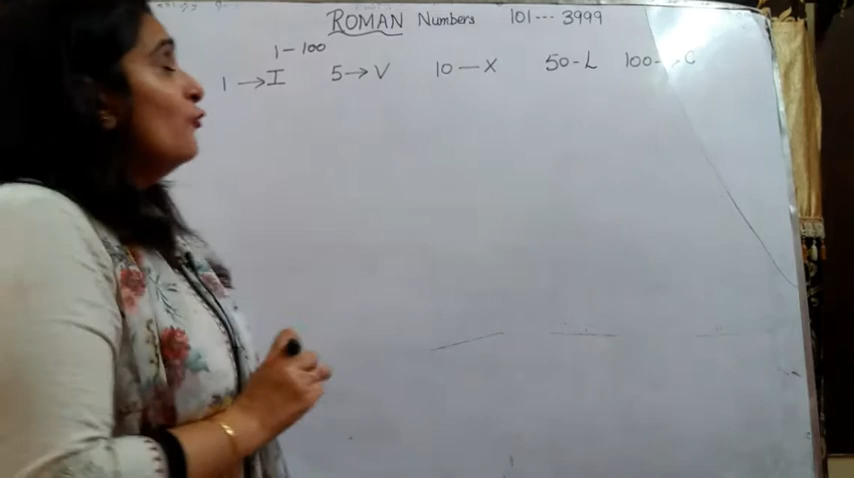 ROMAN Numbers 101--- 3999
1-100
1 → I 5 → V 10 — X 50 - L 100 - → C